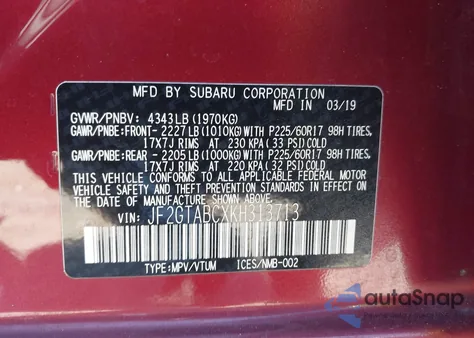 MFD BY SUBARU CORPORATION
03/19
GVWR/PNBV: 4343LB (1970KG)
GAWR/PNBE: FRONT- 2227LB (1010KG) WITH P225/60R17 98H TIRES,
17X7J RIMS AT 230 KPA (33 PSI) COLD
GAWR/PNBE: REAR - 2205LB (1000KG) WITH P225/60R17 98H TIRES,
17X7J RIMS AT 220 KPA (32 PSI) COLD
THIS VEHICLE CONFORMS TO ALL APPLICABLE FEDERAL MOTOR
VEHICLE SAFETY AND BUMPER STANDARDS IN EFFECT ON THE
DATE OF MANUFACTURE SHOWN ABOVE.
VIN: JF2GTABCXKH313713
TYPE:MPV/VTUM ICES/NMB-002
autoSnap